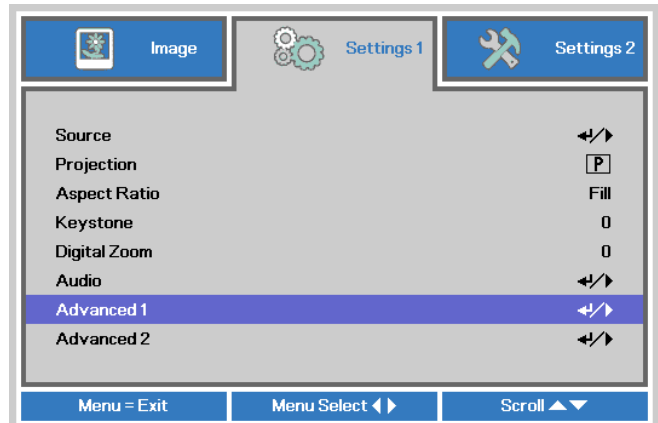 Image Settings 1 Settings 2
Source
Projection P
Aspect Ratio Fill
Keystone 0
Digital Zoom 0
Audio
Advanced 1
Advanced 2
Menu = Exit Menu Select Scroll